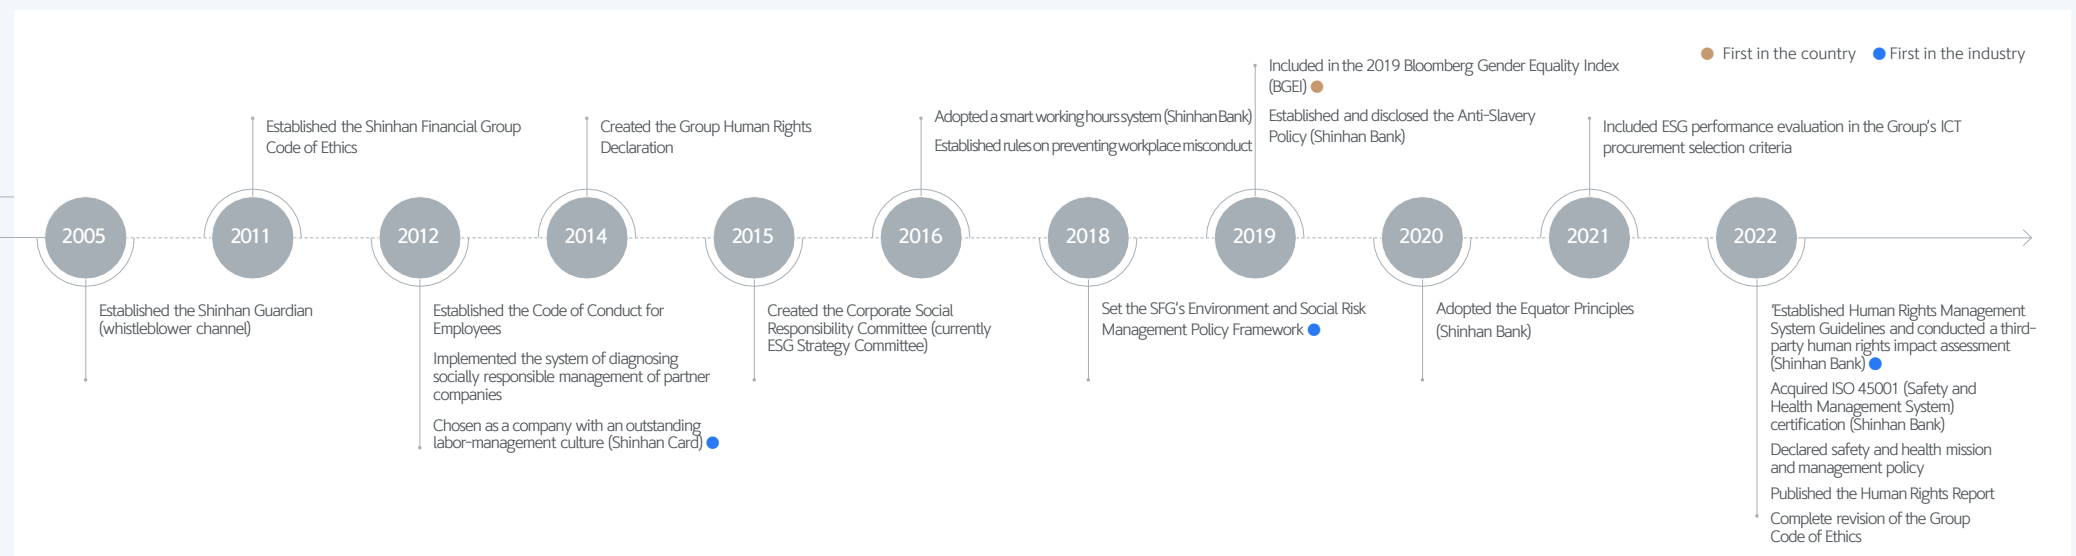 First in the country
First in the industry
Established the Shinhan Financial Group
Code of Ethics
Created the Group Human Rights
Declaration
Adopted a smart working hours system (Shinhan Bank)
Established rules on preventing workplace misconduct
Included in the 2019 Bloomberg Gender Equality Index
(BGEI)
Established and disclosed the Anti-Slavery
Policy (Shinhan Bank)
Included ESG performance evaluation in the Group's ICT
procurement selection criteria
2005
2011
2012
2014
2015
2016
2018
2019
2020
2021
2022
Established the Shinhan Guardian
(whistleblower channel)
Established the Code of Conduct for
Employees
Implemented the system of diagnosing
socially responsible management of partner
companies
Chosen as a company with an outstanding
labor-management culture (Shinhan Card)
Created the Corporate Social
Responsibility Committee (currently
ESG Strategy Committee)
Set the SFG's Environment and Social Risk
Management Policy Framework
Adopted the Equator Principles
(Shinhan Bank)
'Established Human Rights Management
System Guidelines and conducted a third-
party human rights impact assessment
(Shinhan Bank)
Acquired ISO 45001 (Safety and
Health Management System)
certification (Shinhan Bank)
Declared safety and health mission
and management policy
Published the Human Rights Report
Complete revision of the Group
Code of Ethics